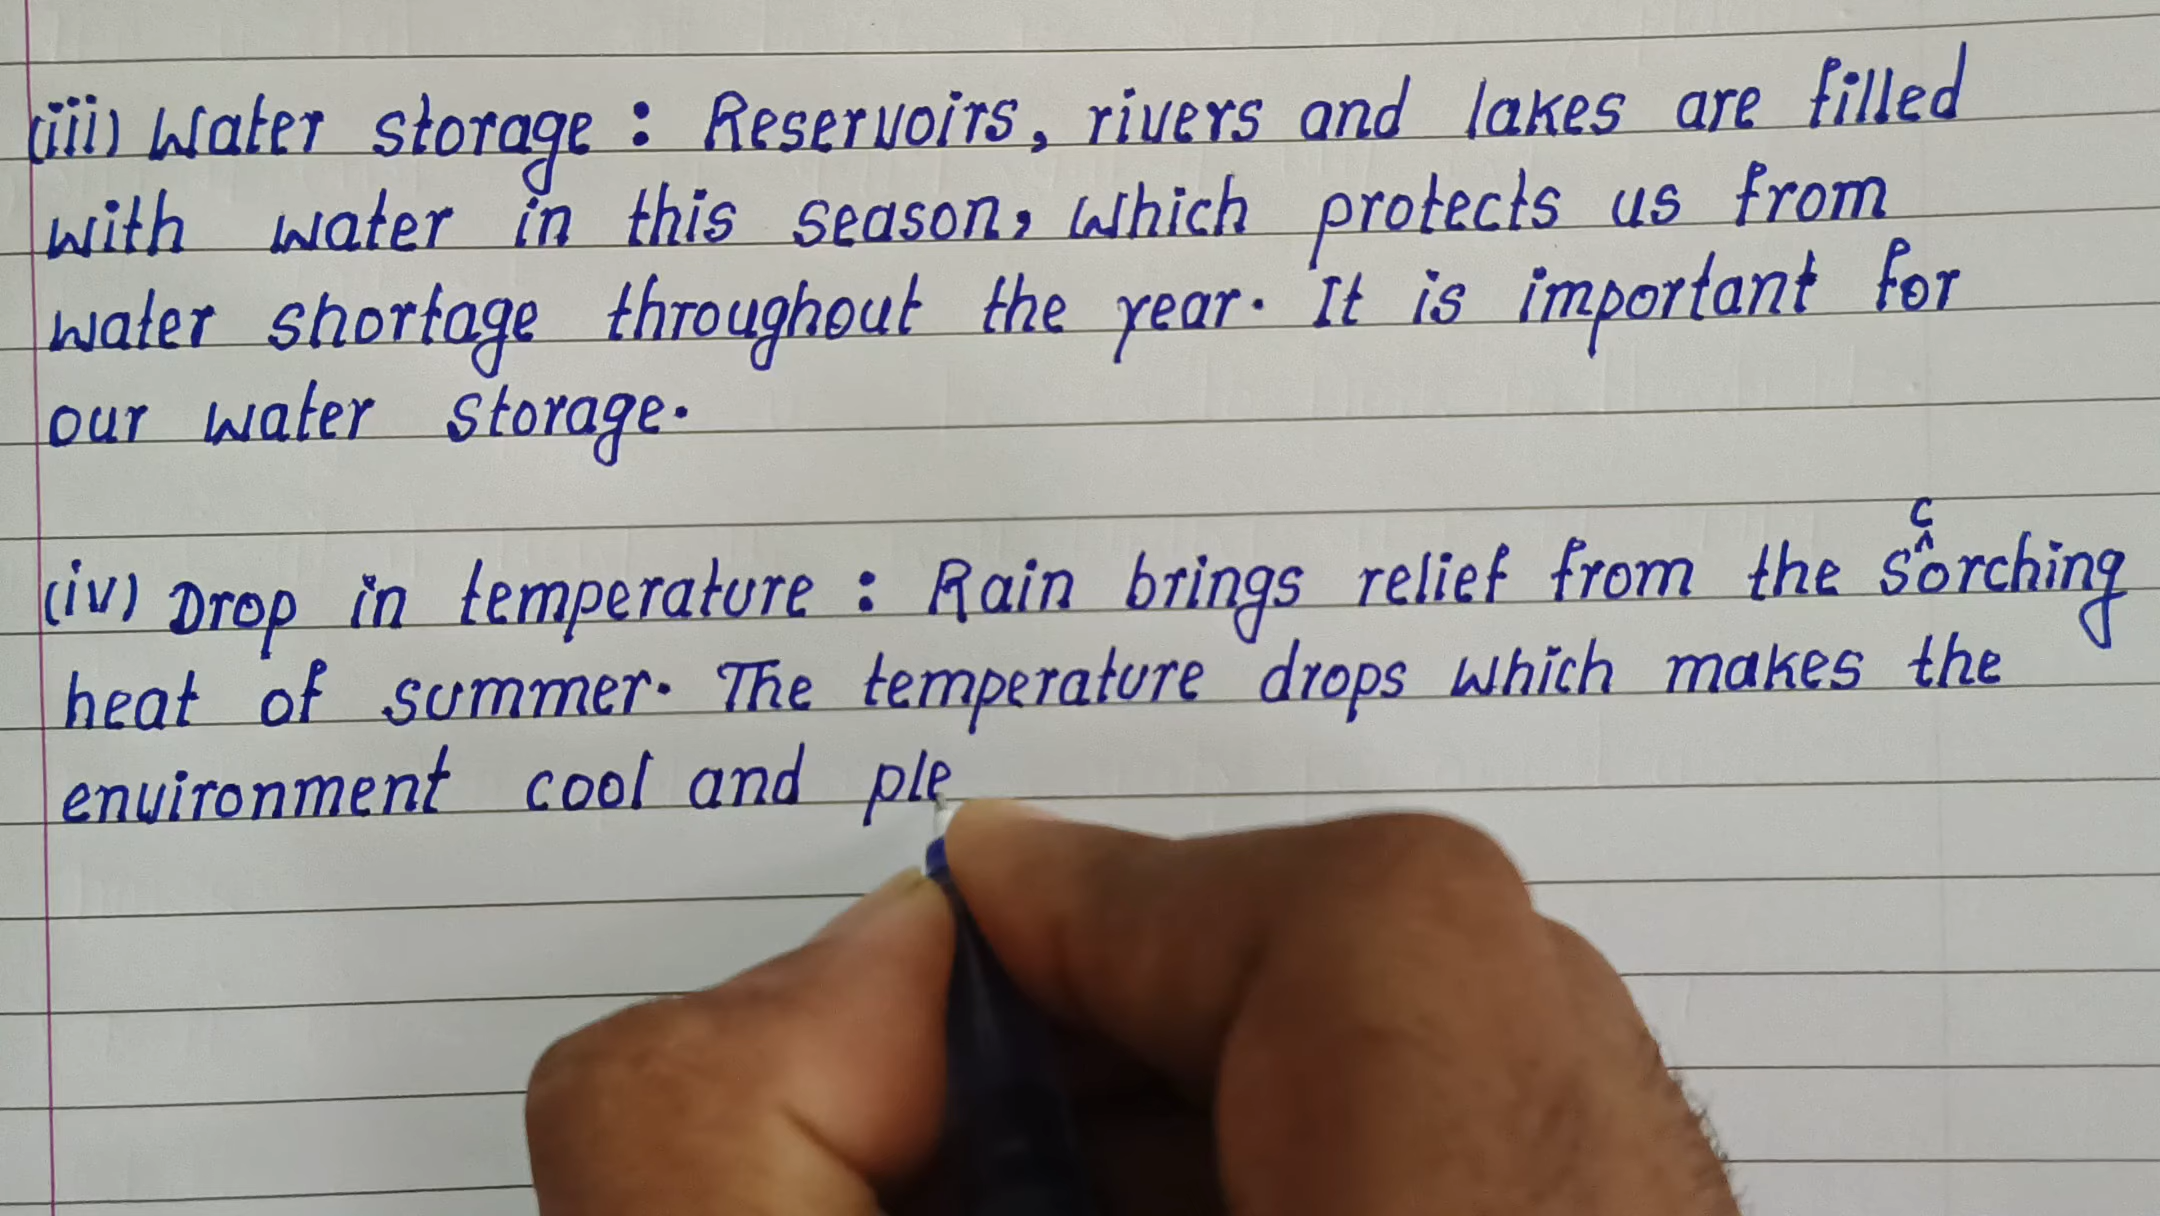 (iii) Water storage : Reservoirs, rivers and lakes are filled
with water in this season, which protects us from
water shortage throughout the year. It is important for
our water storage.
(iv) Drop in temperature : Rain brings relief from the scorching
heat of summer. The temperature drops which makes the
environment cool and ple